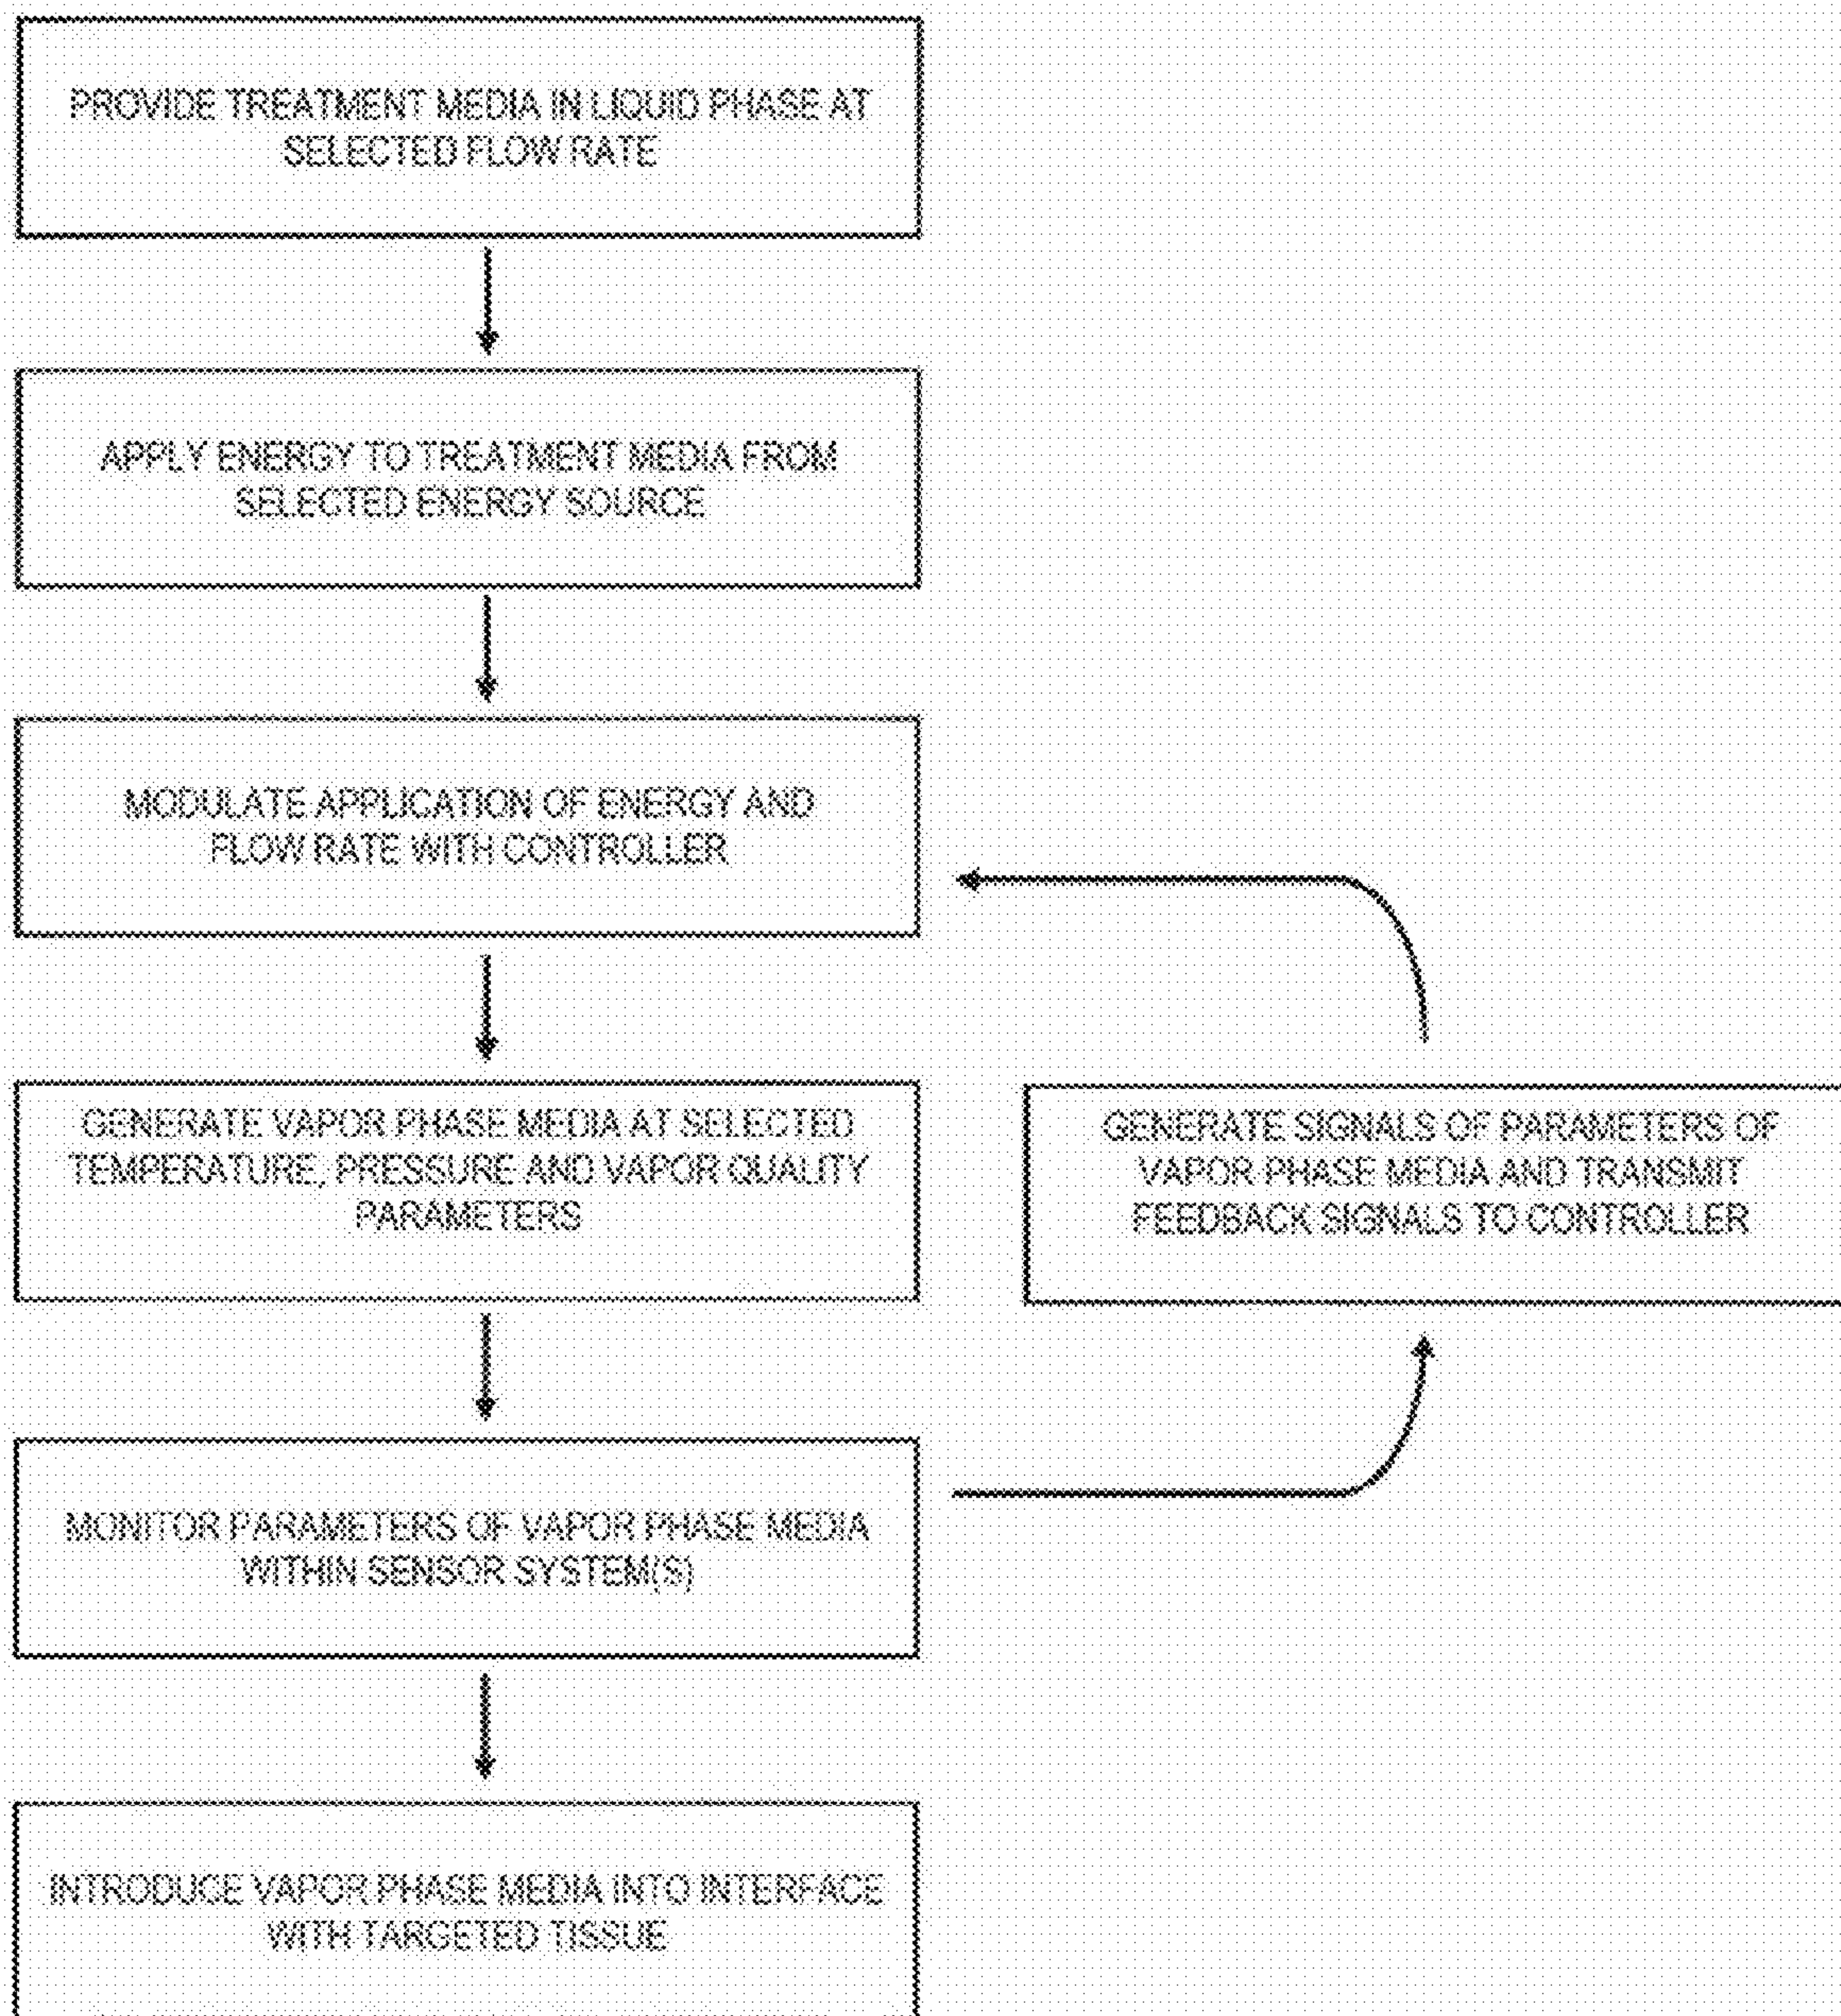 PROVIDE TREATMENT MEDIA IN LIQUID PHASE AT
SELECTED FLOW RATE
APPLY ENERGY TO TREATMENT MEDIA FROM
SELECTED ENERGY SOURCE
MODULATE APPLICATION OF ENERGY AND
FLOW RATE WITH CONTROLLER
GENERATE VAPOR PHASE MEDIA AT SELECTED
TEMPERATURE, PRESSURE AND VAPOR QUALITY
PARAMETERS
GENERATE SIGNALS OF PARAMETERS OF
VAPOR PHASE MEDIA AND TRANSMIT
FEEDBACK SIGNALS TO CONTROLLER
MONITOR PARAMETERS OF VAPOR PHASE MEDIA
WITHIN SENSOR SYSTEM(S)
INTRODUCE VAPOR PHASE MEDIA INTO INTERFACE
WITH TARGETED TISSUE